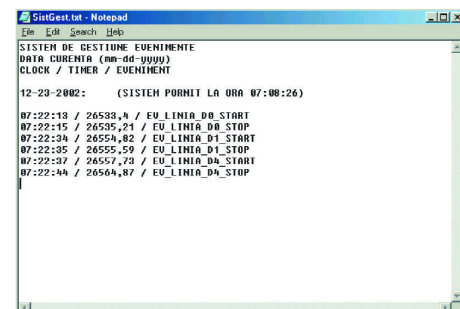 SistGest.txt - Notepad
File Edit Search Help
SISTEM DE GESTIUNE EVENIMENTE
DATA CURENTA (mm-dd-yyyy)
CLOCK / TIMER / EVENIMENT
12-23-2002: (SISTEM PORNIT LA ORA 07:08:26)
07:22:13 / 26533,4 / EV_LINIA_D0_START
07:22:15 / 26535,21 / EV_LINIA_D0_STOP
07:22:34 / 26554,82 / EV_LINIA_D1_START
07:22:35 / 26555,59 / EV_LINIA_D1_STOP
07:22:37 / 26557,73 / EV_LINIA_D4_START
07:22:44 / 26564,87 / EV_LINIA_D4_STOP